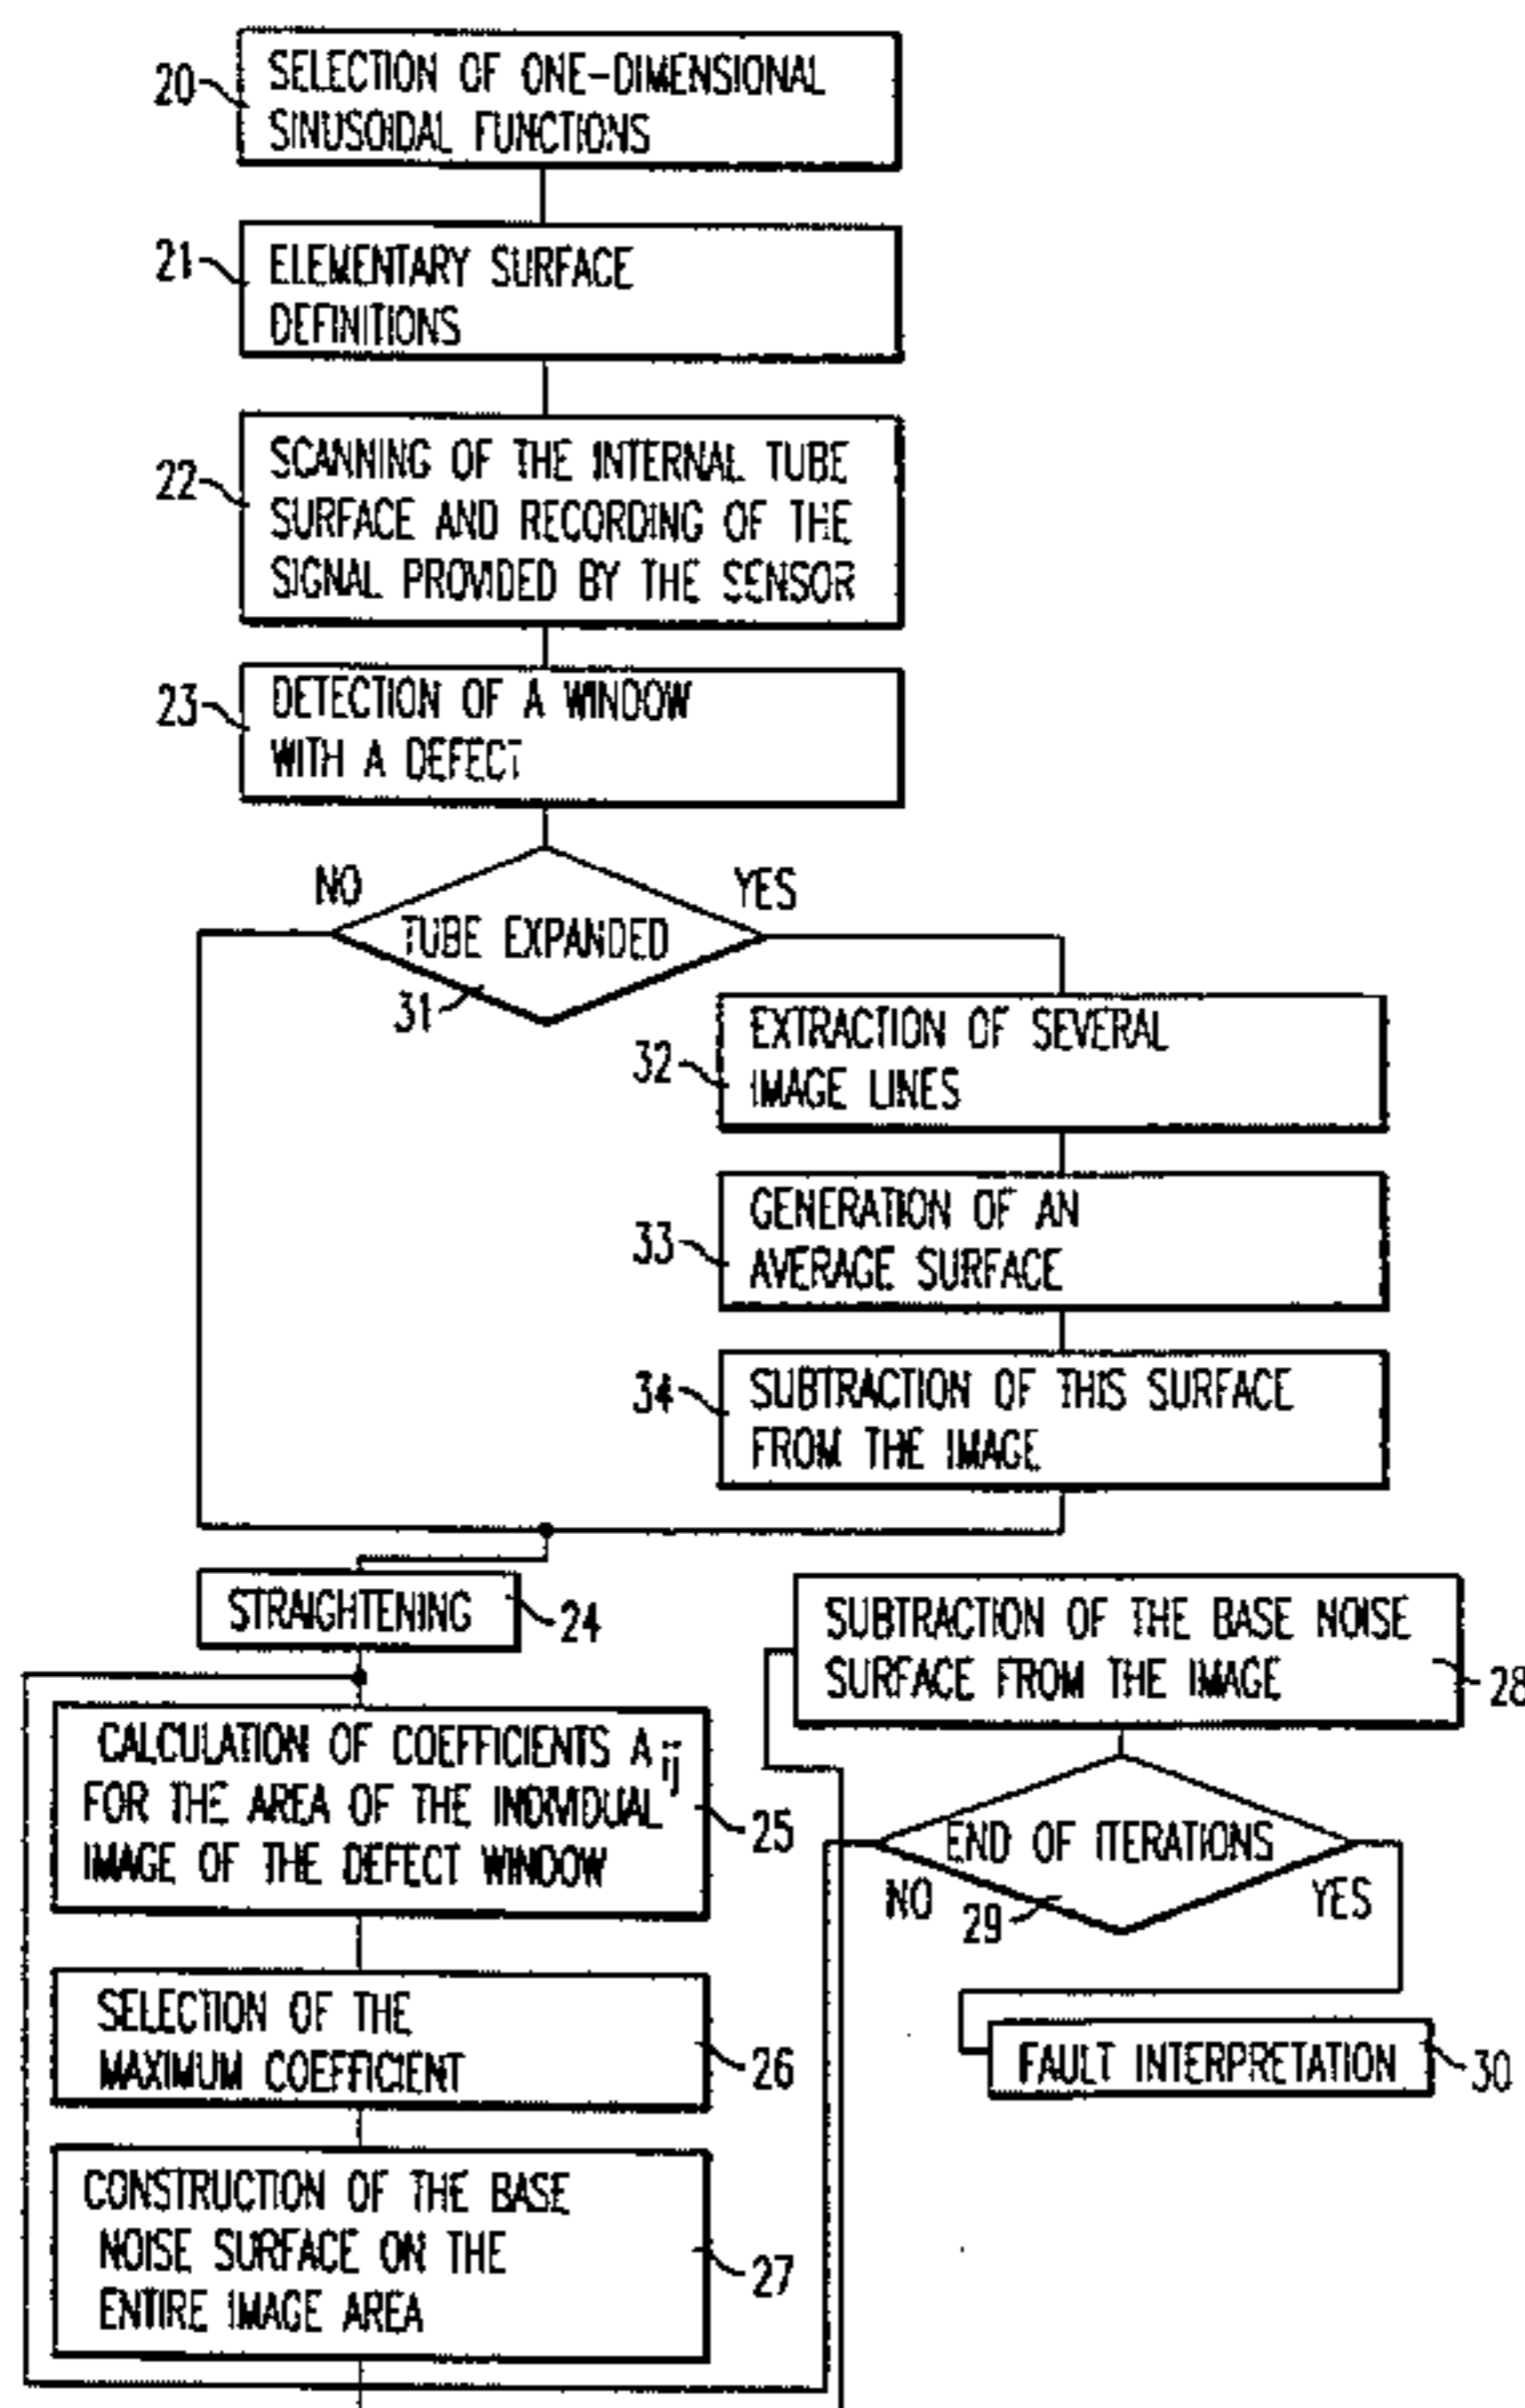 20
SELECTION OF ONE-DIMENSIONAL
SINUSOIDAL FUNCTIONS
21
ELEMENTARY SURFACE
DEFINITIONS
22
SCANNING OF THE INTERNAL TUBE
SURFACE AND RECORDING OF THE
SIGNAL PROVIDED BY THE SENSOR
23
DETECTION OF A WINDOW
WITH A DEFECT
NO
YES
TUBE EXPANDED
31
32
EXTRACTION OF SEVERAL
IMAGE LINES
33
GENERATION OF AN
AVERAGE SURFACE
34
SUBTRACTION OF THIS SURFACE
FROM THE IMAGE
STRAIGHTENING
24
CALCULATION OF COEFFICIENTS A ij
FOR THE AREA OF THE INDIVIDUAL
IMAGE OF THE DEFECT WINDOW
25
SELECTION OF THE
MAXIMUM COEFFICIENT
26
CONSTRUCTION OF THE BASE
NOISE SURFACE ON THE
ENTIRE IMAGE AREA
27
SUBTRACTION OF THE BASE NOISE
SURFACE FROM THE IMAGE
28
END OF ITERATIONS
NO
29
YES
FAULT INTERPRETATION
30